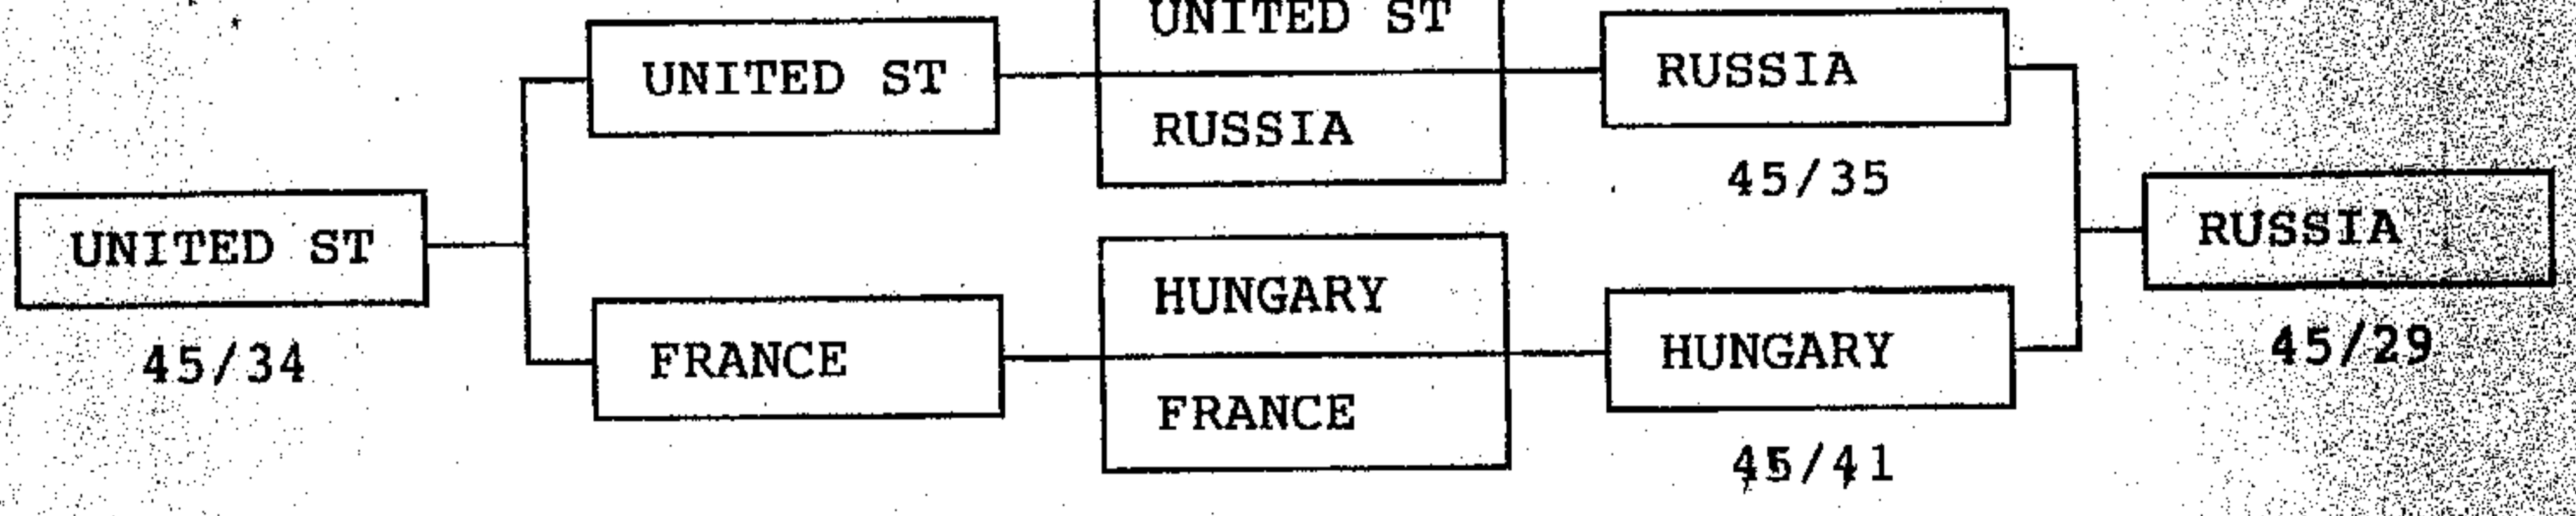 UNITED ST
UNITED ST
RUSSIA
RUSSIA
45/35
UNITED ST
45/34
RUSSIA
45/29
HUNGARY
FRANCE
FRANCE
HUNGARY
45/41